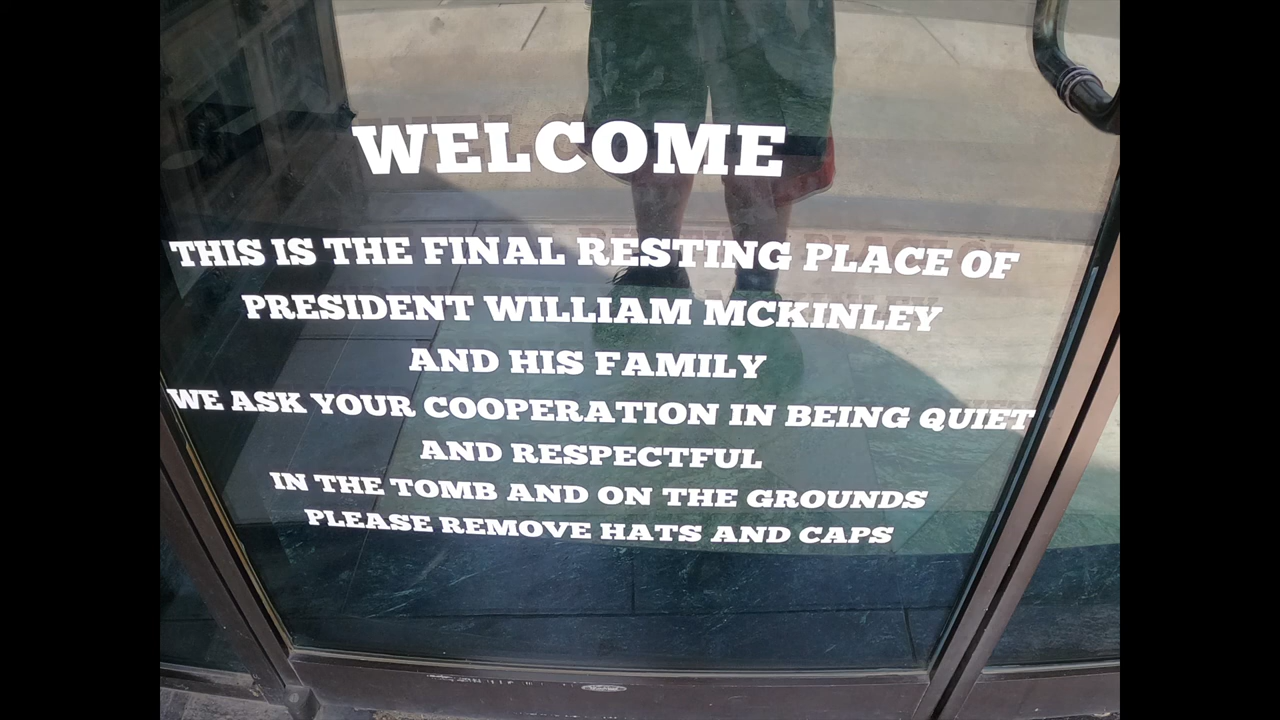 WELCOME
THIS IS THE FINAL RESTING PLACE OF
PRESIDENT WILLIAM MCKINLEY
AND HIS FAMILY
WE ASK YOUR COOPERATION IN BEING QUIET
AND RESPECTFUL
IN THE TOMB AND ON THE GROUNDS
PLEASE REMOVE HATS AND CAPS